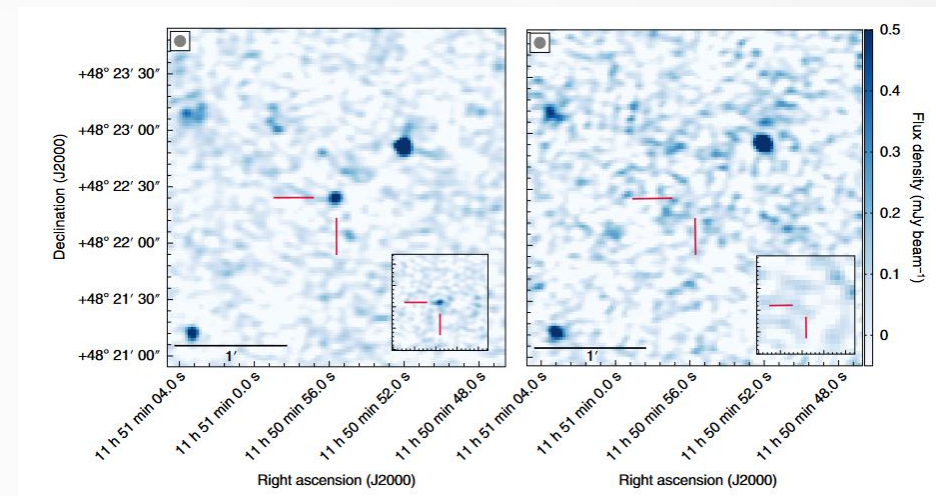 Declination (J2000)
+48° 23′ 30″
+48° 23′ 00″
+48° 22′ 30″
+48° 22′ 00″
+48° 21′ 30″
+48° 21′ 00″
1′
11 h 51 min 04.0 s
11 h 51 min 0.0 s
11 h 50 min 56.0 s
11 h 50 min 52.0 s
11 h 50 min 48.0 s
Right ascension (J2000)
1′
11 h 51 min 04.0 s
11 h 51 min 0.0 s
11 h 50 min 56.0 s
11 h 50 min 52.0 s
11 h 50 min 48.0 s
Right ascension (J2000)
0.5
0.4
0.3
0.2
0.1
0
Flux density (mJy beam⁻¹)